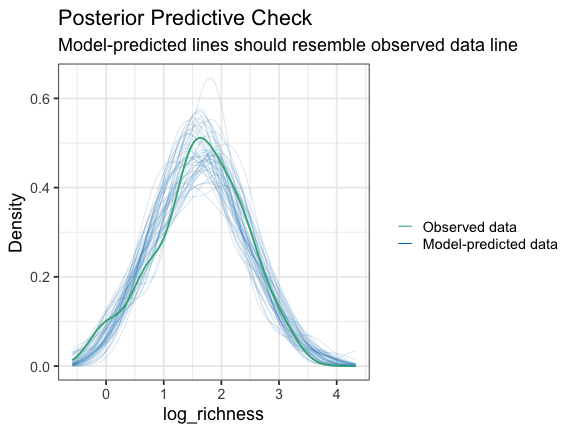 Posterior Predictive Check
Model-predicted lines should resemble observed data line
0.6
0.4
0.2
0.0
Density
0 1 2 3 4
log_richness
Observed data
Model-predicted data